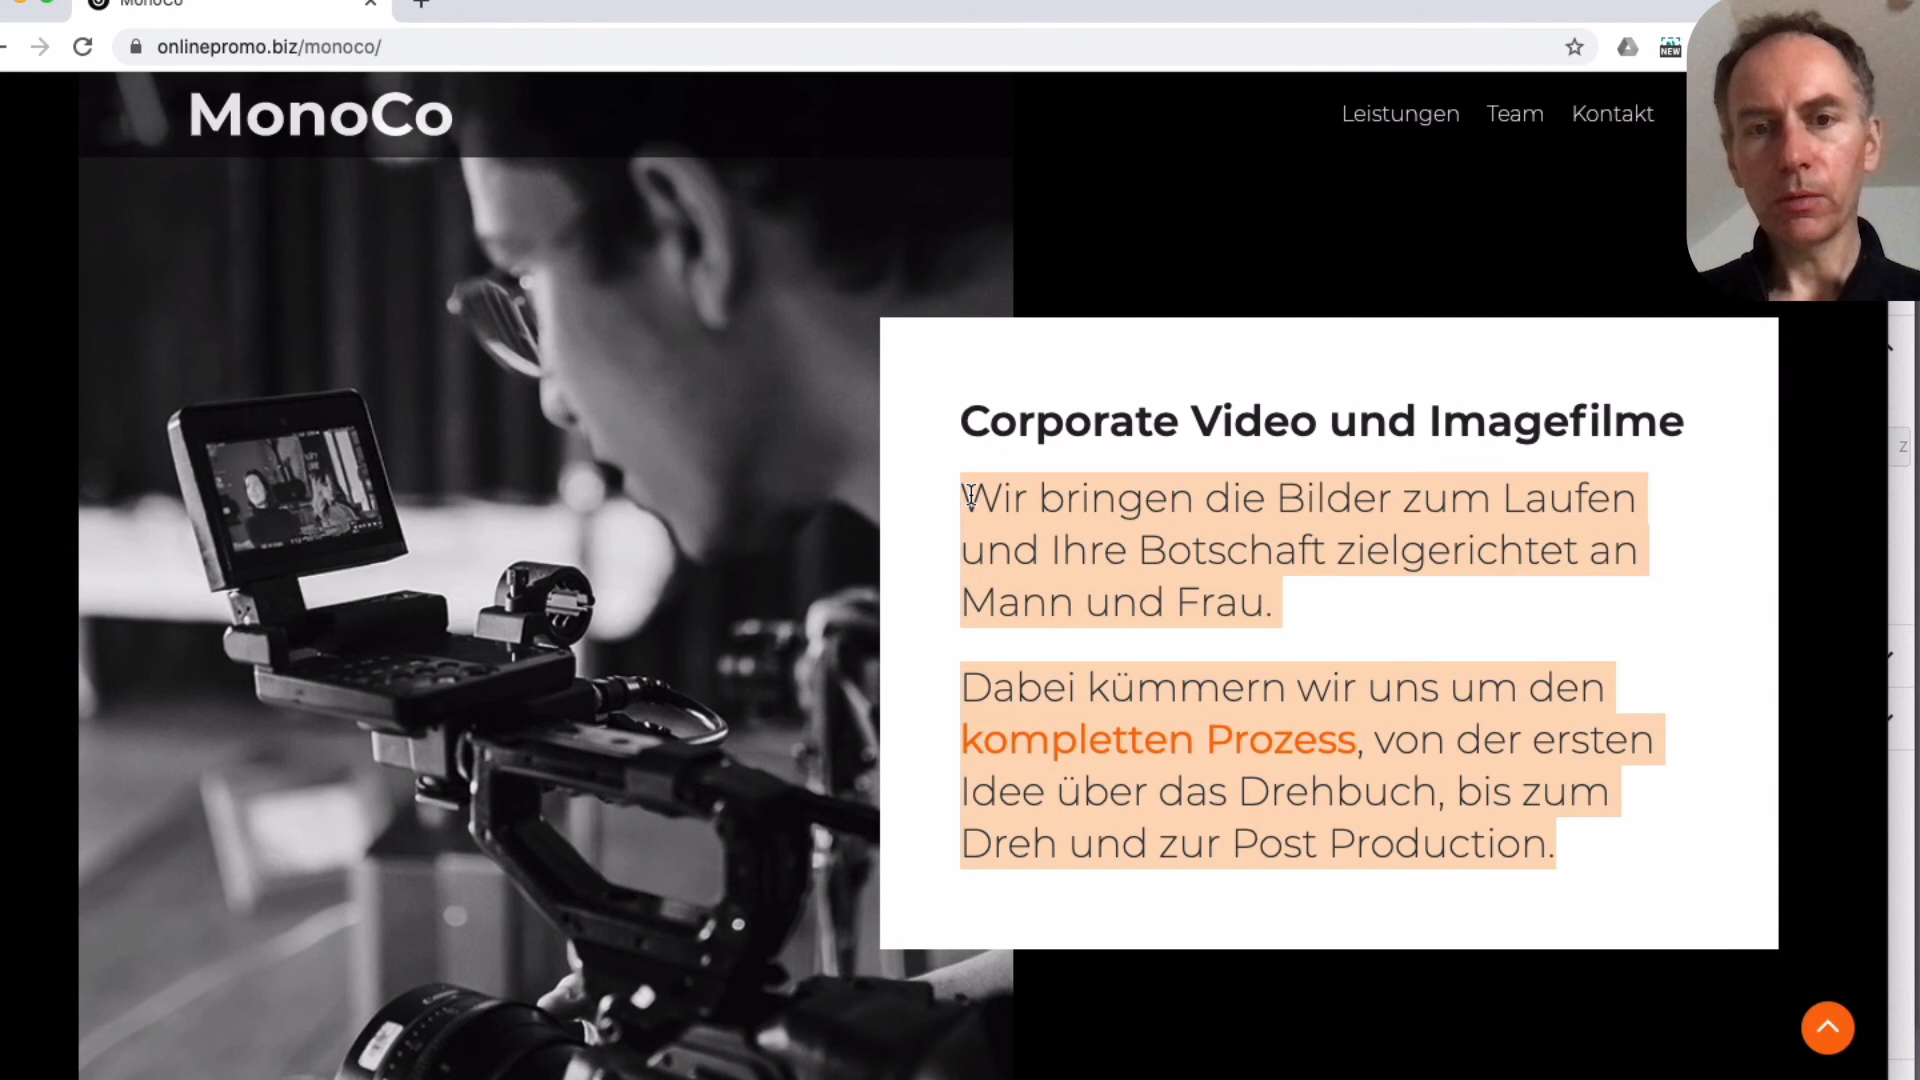 MonoCo
onlinepromo.biz/monoco/
NEW
MonoCo
Leistungen Team Kontakt
Corporate Video und Imagefilme
Wir bringen die Bilder zum Laufen
und Ihre Botschaft zielgerichtet an
Mann und Frau.
Dabei kümmern wir uns um den
kompletten Prozess, von der ersten
Idee über das Drehbuch, bis zum
Dreh und zur Post Production.